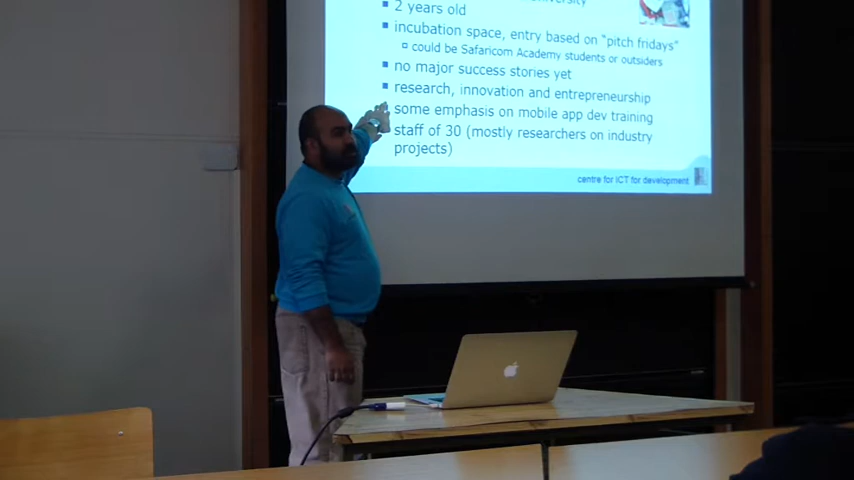 University
2 years old
incubation space, entry based on "pitch fridays"
could be Safaricom Academy students or outsiders
no major success stories yet
research, innovation and entrepreneurship
some emphasis on mobile app dev training
staff of 30 (mostly researchers on industry
projects)
centre for ICT for development